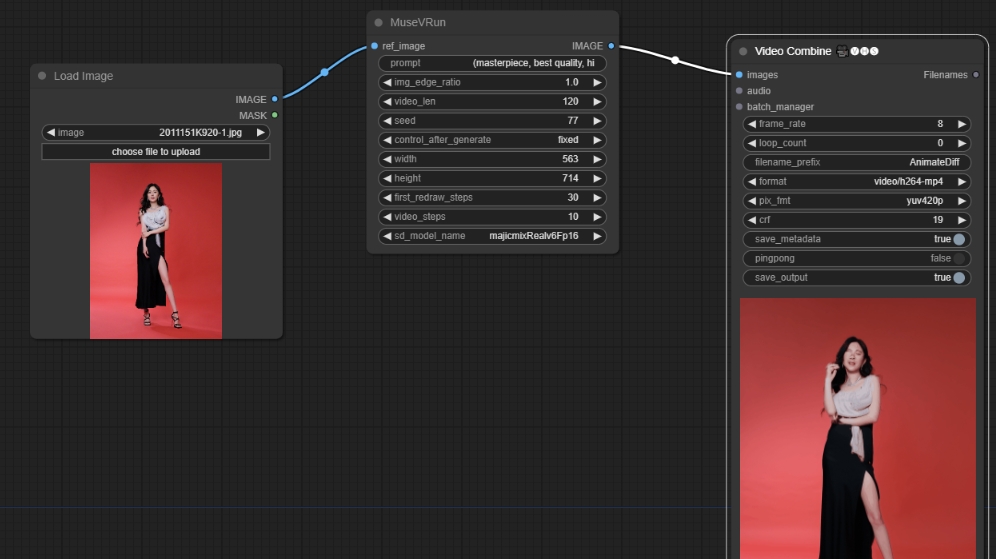 Load Image
IMAGE
MASK
image 2011151K920-1.jpg
choose file to upload
MuseVRun
ref_image IMAGE
prompt (masterpiece, best quality, hi
img_edge_ratio 1.0
video_len 120
seed 77
control_after_generate fixed
width 563
height 714
first_redraw_steps 30
video_steps 10
sd_model_name majicmixRealv6Fp16
Video Combine VHS
images Filenames
audio
batch_manager
frame_rate 8
loop_count 0
filename_prefix AnimateDiff
format video/h264-mp4
pix_fmt yuv420p
crf 19
save_metadata true
pingpong false
save_output true